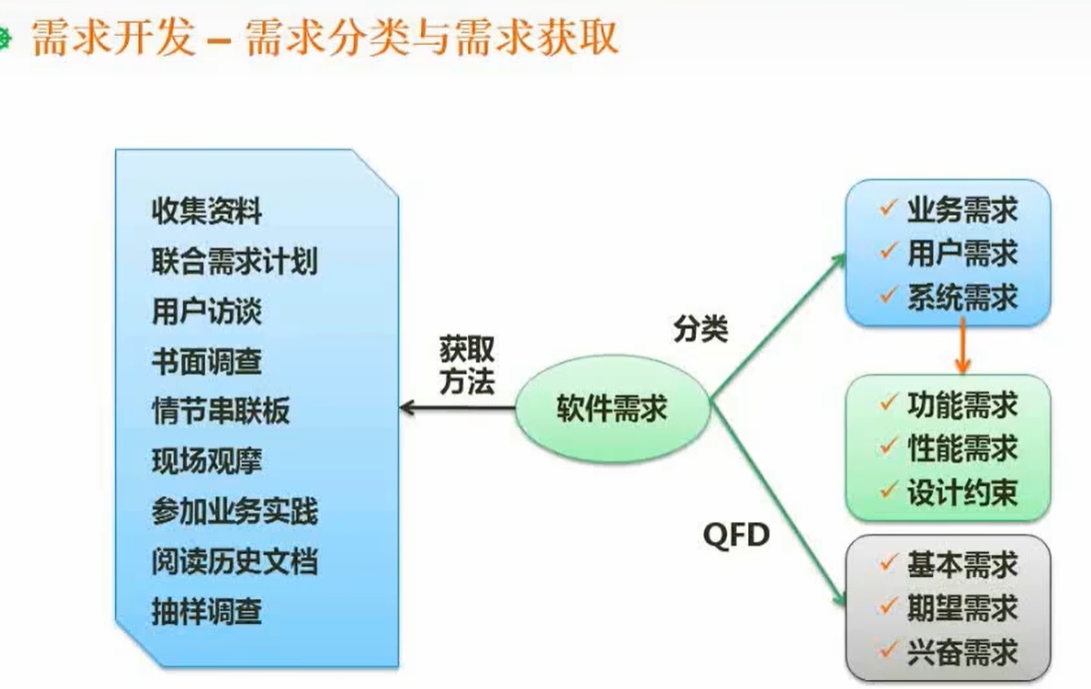 需求开发 – 需求分类与需求获取
收集资料
联合需求计划
用户访谈
书面调查
情节串联板
现场观摩
参加业务实践
阅读历史文档
抽样调查
获取
方法
软件需求
分类
QFD
✓ 业务需求
✓ 用户需求
✓ 系统需求
✓ 功能需求
✓ 性能需求
✓ 设计约束
✓ 基本需求
✓ 期望需求
✓ 兴奋需求